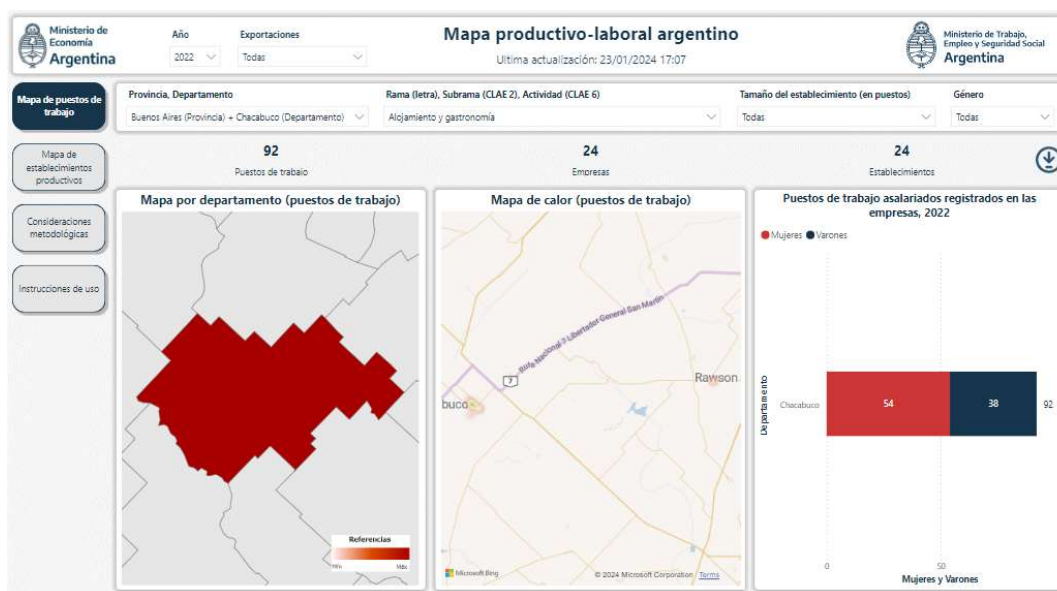 Ministerio de
Economía
Argentina
Año
2022
Exportaciones
Todas
Mapa productivo-laboral argentino
Ultima actualización: 23/01/2024 17:07
Ministerio de Trabajo,
Empleo y Seguridad Social
Argentina
Mapa de puestos de
trabajo
Mapa de
establecimientos
productivos
Consideraciones
metodológicas
Instrucciones de uso
Provincia, Departamento
Buenos Aires (Provincia) + Chacabuco (Departamento)
Rama (letra), Subrama (CLAE 2), Actividad (CLAE 6)
Alojamiento y gastronomía
Tamaño del establecimiento (en puestos)
Todas
Género
Todas
92
Puestos de trabajo
24
Empresas
24
Establecimientos
Mapa por departamento (puestos de trabajo)
Referencias
Mín
Máx
Mapa de calor (puestos de trabajo)
Ruta Nacional 7 Libertador General San Martín
7
Rawson
buco
Microsoft Bing
© 2024 Microsoft Corporation
Terms
Puestos de trabajo asalariados registrados en las
empresas, 2022
Mujeres
Varones
Departamento
Chacabuco
54
38
92
0
50
Mujeres y Varones